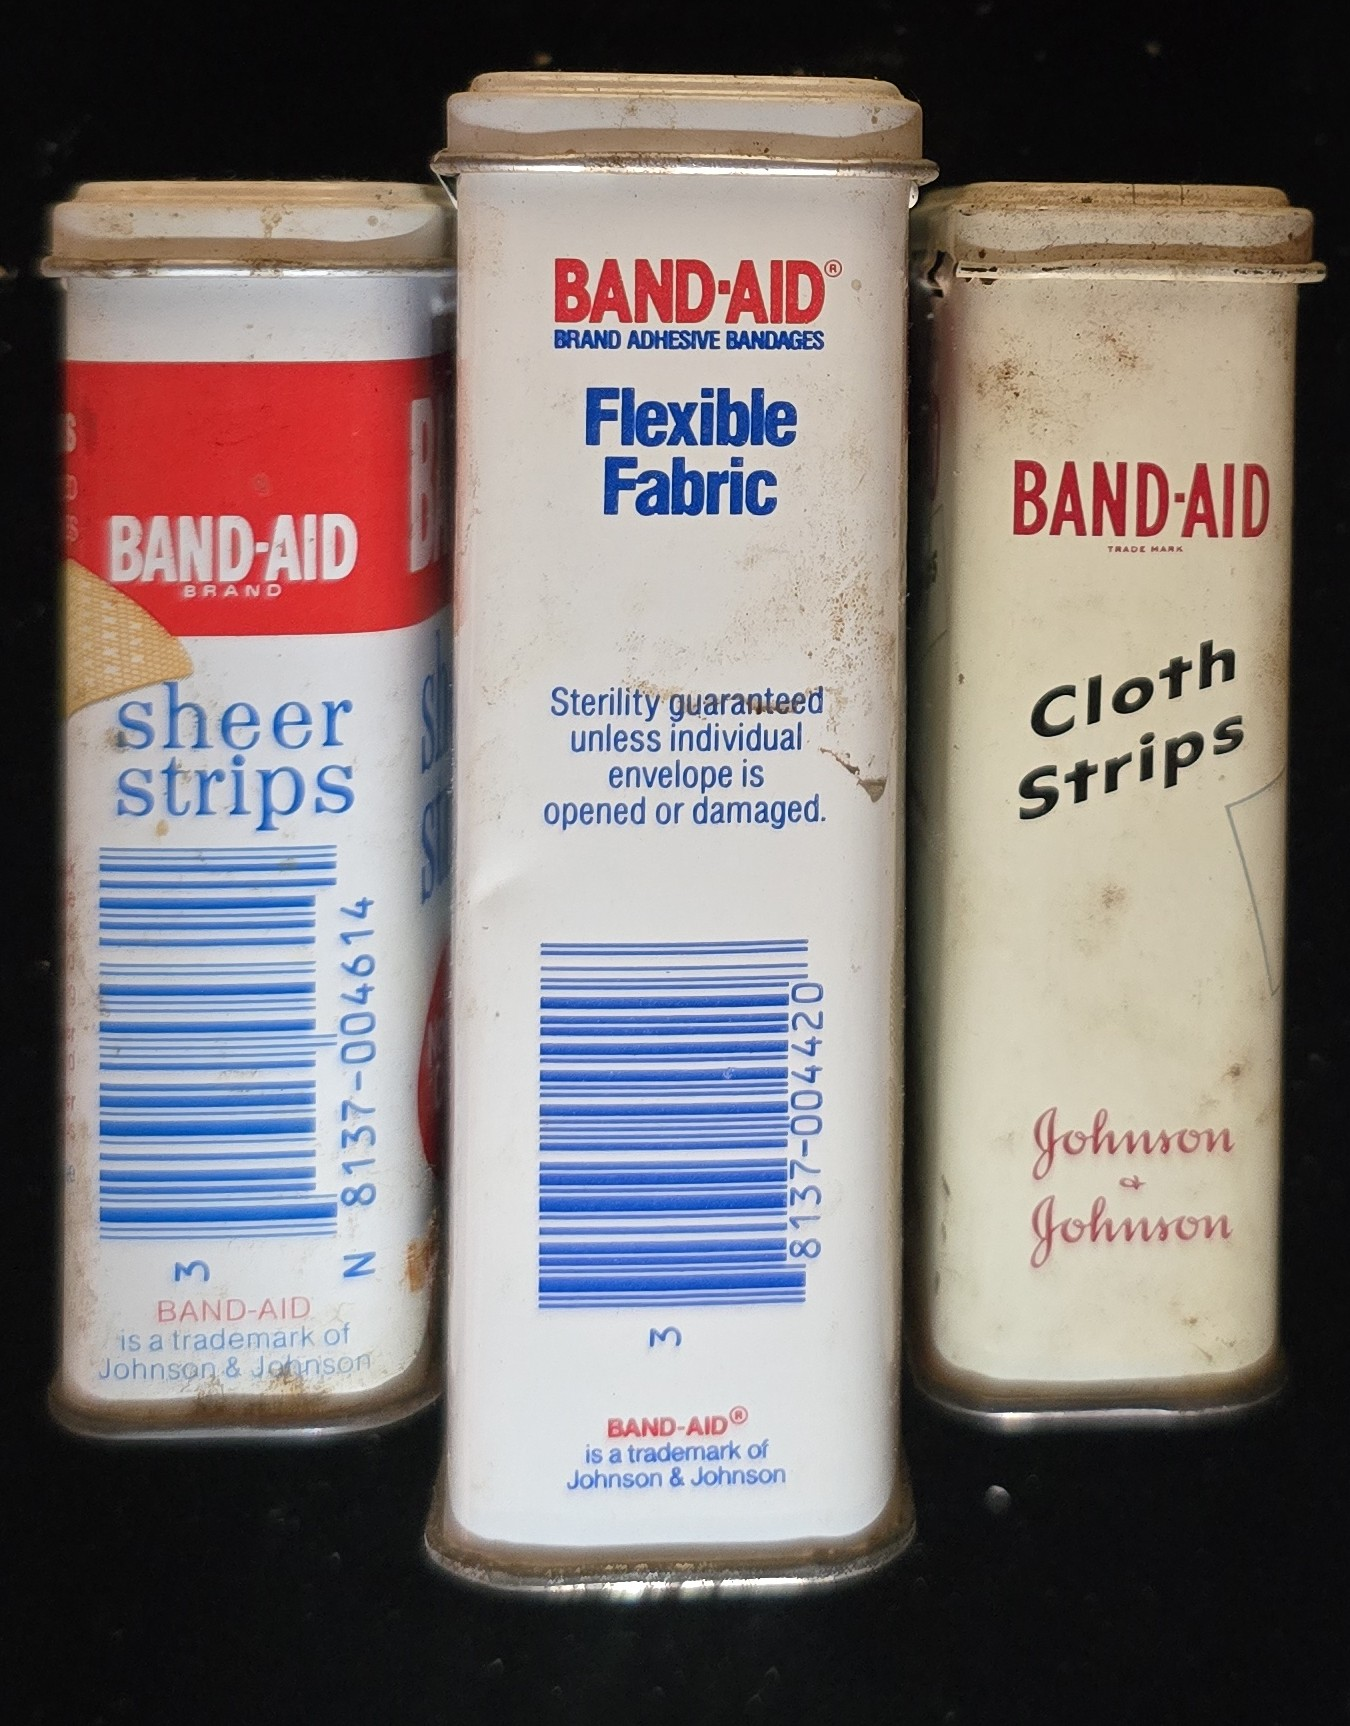 BAND-AID
BRAND
sheer
strips
N 8137-004614
3
BAND-AID
is a trademark of
Johnson & Johnson
BAND-AID®
BRAND ADHESIVE BANDAGES
Flexible
Fabric
Sterility guaranteed
unless individual
envelope is
opened or damaged.
8137-004420
3
BAND-AID®
is a trademark of
Johnson & Johnson
BAND-AID
TRADE MARK
Cloth
Strips
Johnson
&
Johnson